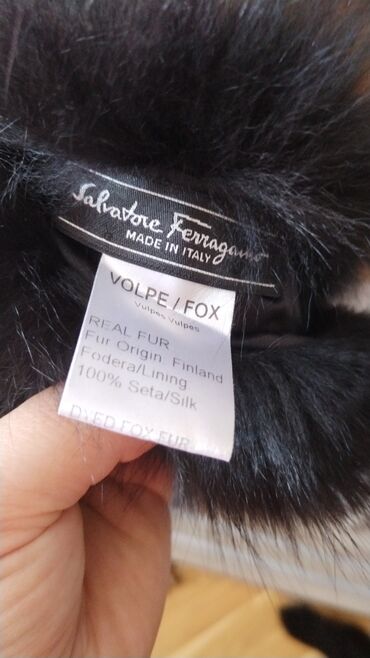 Salvatore Ferragamo
MADE IN ITALY
VOLPE / FOX
Vulpes Vulpes
REAL FUR
Fur Origin Finland
Fodera/Lining
100% Seta/Silk
DYED FOX FUR